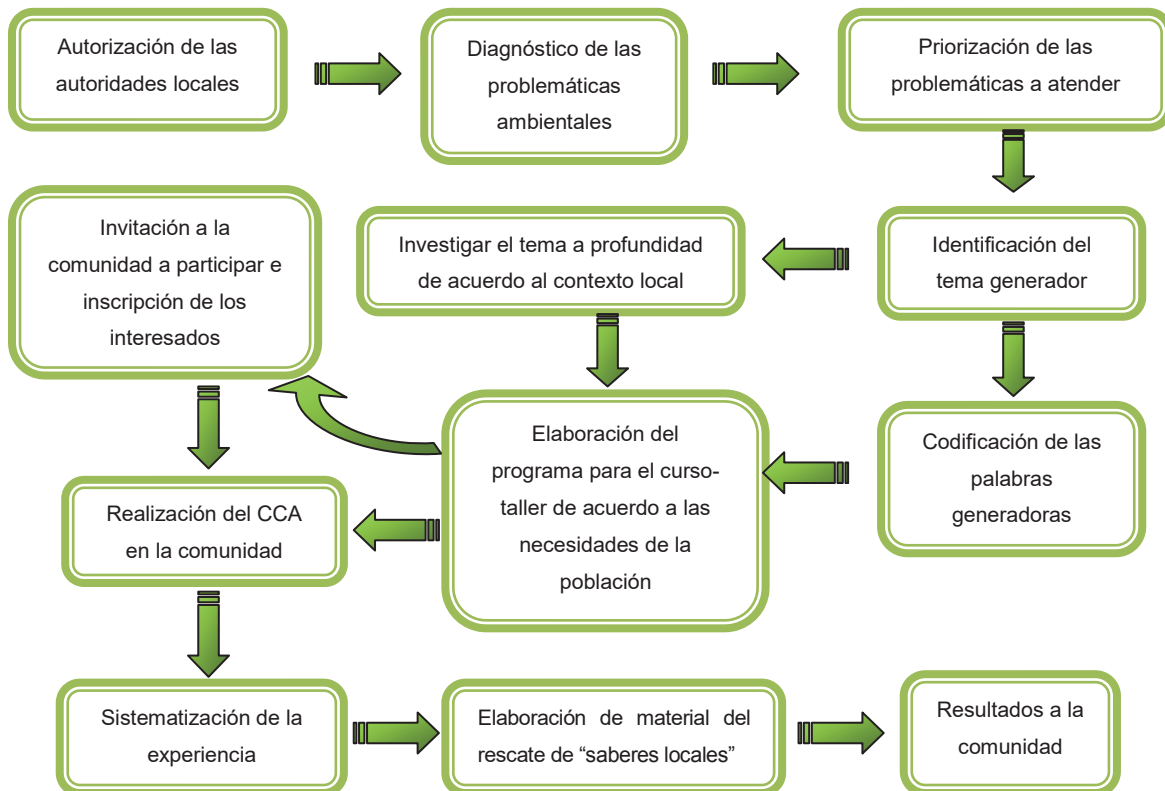 Autorización de las
autoridades locales
Diagnóstico de las
problemáticas
ambientales
Priorización de las
problemáticas a atender
Invitación a la
comunidad a participar e
inscripción de los
interesados
Investigar el tema a profundidad
de acuerdo al contexto local
Identificación del
tema generador
Elaboración del
programa para el curso-
taller de acuerdo a las
necesidades de la
población
Codificación de las
palabras
generadoras
Realización del CCA
en la comunidad
Sistematización de la
experiencia
Elaboración de material del
rescate de “saberes locales”
Resultados a la
comunidad